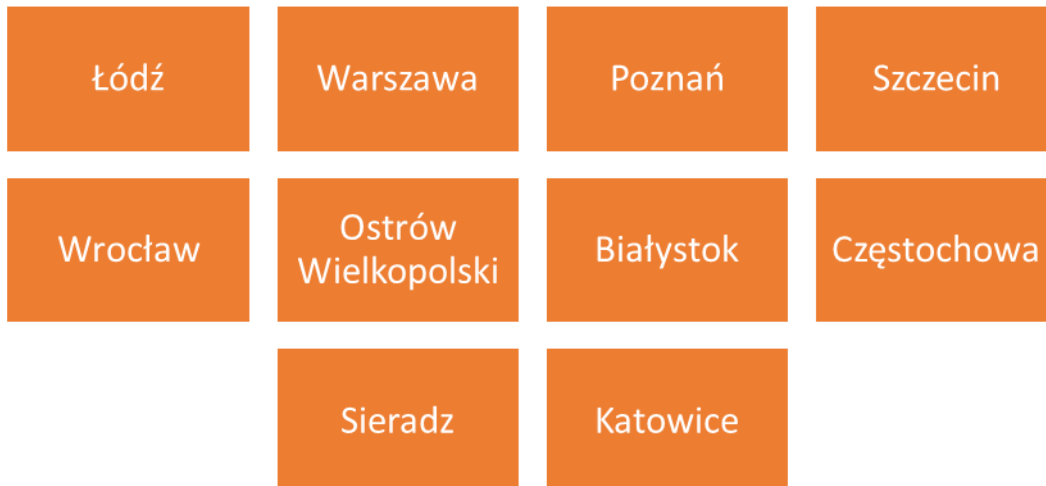 Łódź
Warszawa
Poznań
Szczecin
Wrocław
Ostrów
Wielkopolski
Białystok
Częstochowa
Sieradz
Katowice